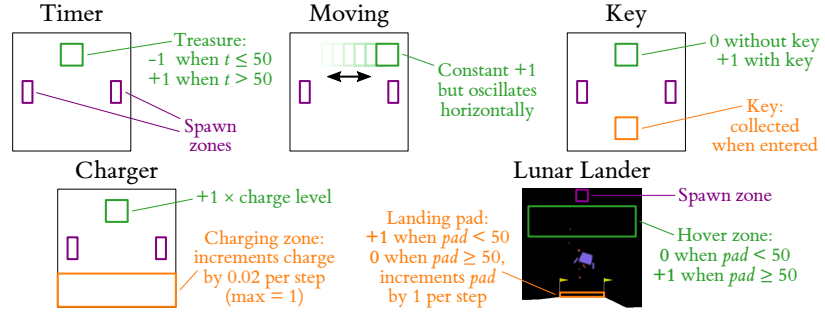 Timer
Treasure:
–1 when t ≤ 50
+1 when t > 50
Spawn
zones
Moving
Constant +1
but oscillates
horizontally
Key
0 without key
+1 with key
Key:
collected
when entered
Charger
+1 × charge level
Charging zone:
increments charge
by 0.02 per step
(max = 1)
Lunar Lander
Landing pad:
+1 when pad < 50
0 when pad ≥ 50,
increments pad
by 1 per step
Spawn zone
Hover zone:
0 when pad < 50
+1 when pad ≥ 50